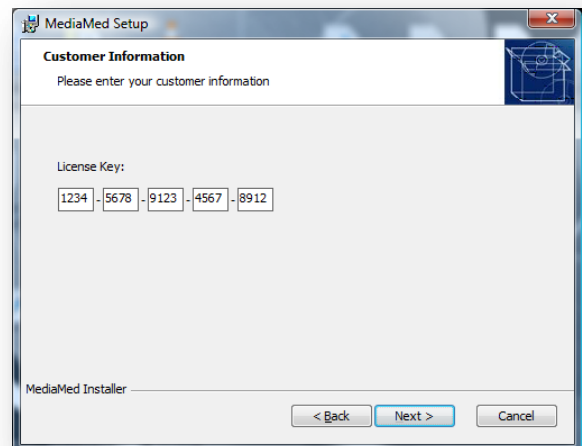 MediaMed Setup
Customer Information
Please enter your customer information
License Key:
1234 - 5678 - 9123 - 4567 - 8912
MediaMed Installer
< Back Next > Cancel